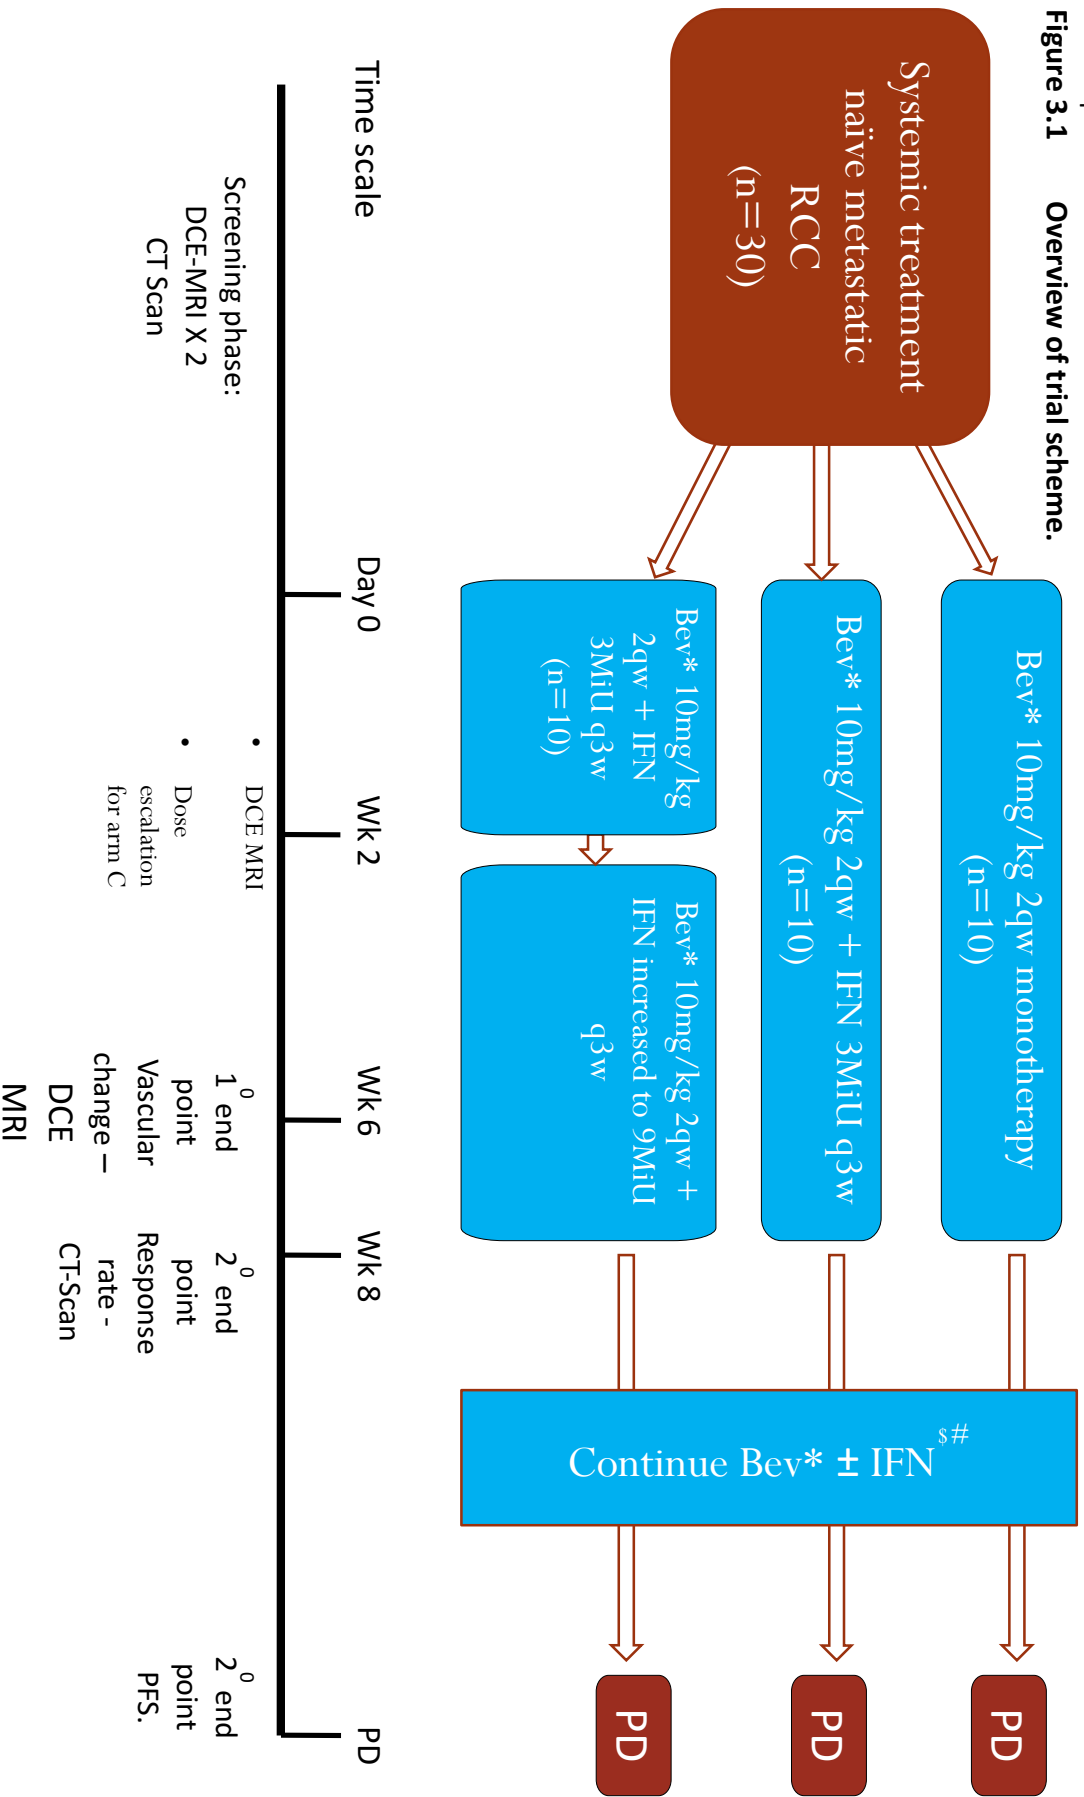 Figure 3.1 Overview of trial scheme.
Systemic treatment
naïve metastatic
RCC
(n=30)
Bev* 10mg/kg 2qw monotherapy
(n=10)
Bev* 10mg/kg 2qw + IFN 3MiU q3w
(n=10)
Bev* 10mg/kg
2qw + IFN
3MiU q3w
(n=10)
Bev* 10mg/kg 2qw +
IFN increased to 9MiU
q3w
Continue Bev* ± IFN$#
PD
PD
PD
Time scale
Day 0
Wk 2
Wk 6
Wk 8
PD
Screening phase:
DCE-MRI X 2
CT Scan
• DCE MRI
• Dose
escalation
for arm C
1⁰ end
point
Vascular
change –
DCE
MRI
2⁰ end
point
Response
rate -
CT-Scan
2⁰ end
point
PFS.